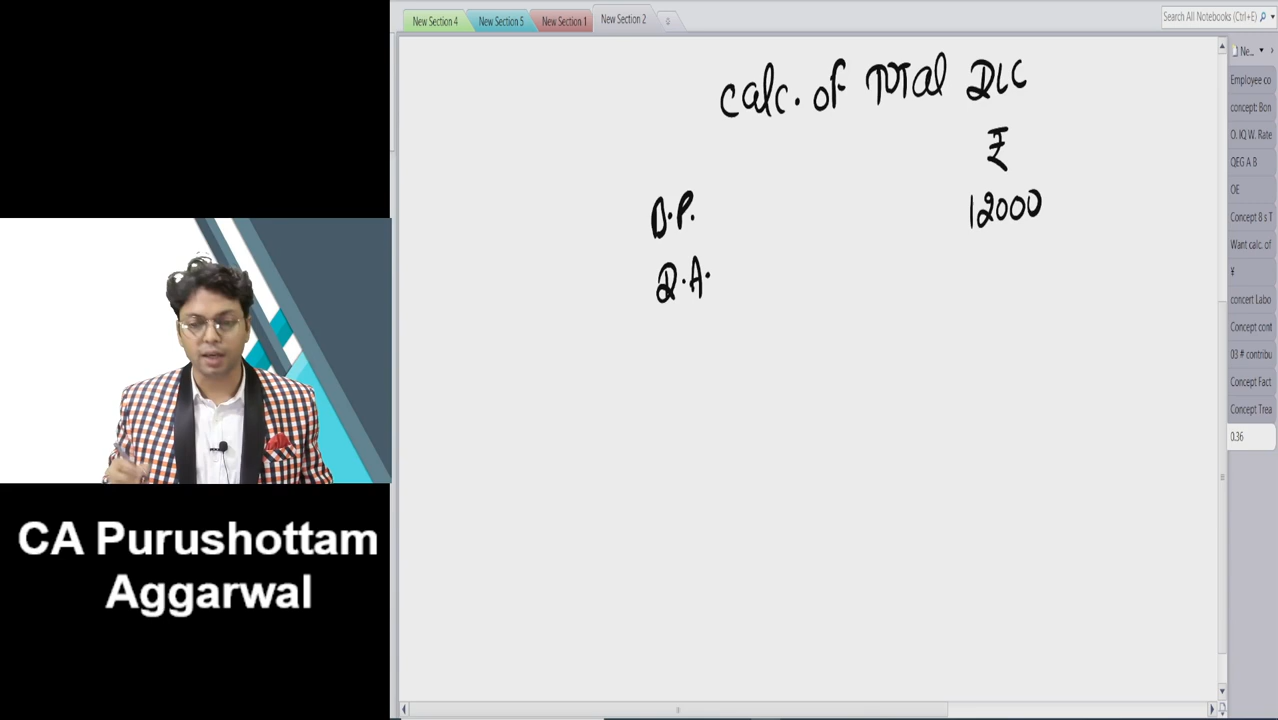 New Section 4 New Section 5 New Section 1 New Section 2
Search All Notebooks (Ctrl+E)
calc. of Total DLC
₹
B.P. 12000
D.A.
Ne...
Employee co
concept: Bon
O. IQ W. Rate
QEG A B
OE
Concept 8 s T
Want calc. of
¥
concert Labo
Concept cont
03 # contribu
Concept Fact
Concept Trea
0.36
CA Purushottam
Aggarwal